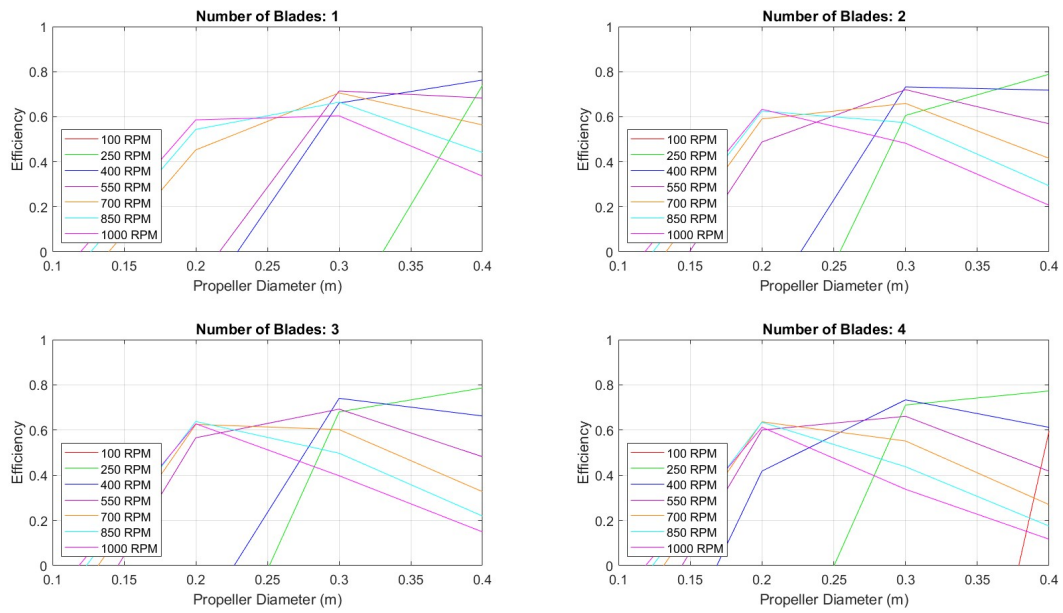 Number of Blades: 1
1
0.8
0.6
0.4
0.2
0
Efficiency
100 RPM
250 RPM
400 RPM
550 RPM
700 RPM
850 RPM
1000 RPM
0.1 0.15 0.2 0.25 0.3 0.35 0.4
Propeller Diameter (m)
Number of Blades: 2
1
0.8
0.6
0.4
0.2
0
Efficiency
100 RPM
250 RPM
400 RPM
550 RPM
700 RPM
850 RPM
1000 RPM
0.1 0.15 0.2 0.25 0.3 0.35 0.4
Propeller Diameter (m)
Number of Blades: 3
1
0.8
0.6
0.4
0.2
0
Efficiency
100 RPM
250 RPM
400 RPM
550 RPM
700 RPM
850 RPM
1000 RPM
0.1 0.15 0.2 0.25 0.3 0.35 0.4
Propeller Diameter (m)
Number of Blades: 4
1
0.8
0.6
0.4
0.2
0
Efficiency
100 RPM
250 RPM
400 RPM
550 RPM
700 RPM
850 RPM
1000 RPM
0.1 0.15 0.2 0.25 0.3 0.35 0.4
Propeller Diameter (m)